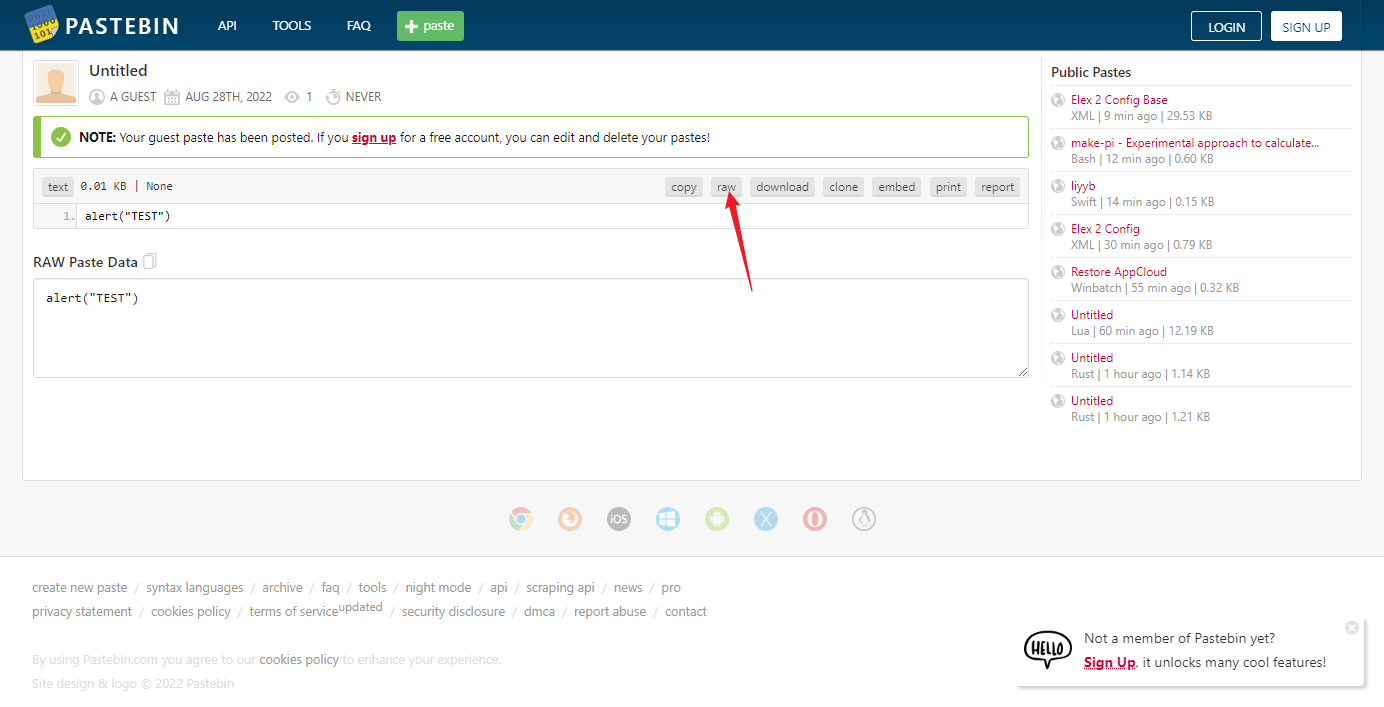 PASTEBIN API TOOLS FAQ paste LOGIN SIGN UP
Untitled
A GUEST AUG 28TH, 2022 1 NEVER
NOTE: Your guest paste has been posted. If you sign up for a free account, you can edit and delete your pastes!
text 0.01 KB | None copy raw download clone embed print report
1. alert("TEST")
RAW Paste Data
alert("TEST")
Public Pastes
Elex 2 Config Base
XML | 9 min ago | 29.53 KB
make-pi - Experimental approach to calculate...
Bash | 12 min ago | 0.60 KB
liyyb
Swift | 14 min ago | 0.15 KB
Elex 2 Config
XML | 30 min ago | 0.79 KB
Restore AppCloud
Winbatch | 55 min ago | 0.32 KB
Untitled
Lua | 60 min ago | 12.19 KB
Untitled
Rust | 1 hour ago | 1.14 KB
Untitled
Rust | 1 hour ago | 1.21 KB
iOS
create new paste / syntax languages / archive / faq / tools / night mode / api / scraping api / news / pro
privacy statement / cookies policy / terms of service updated / security disclosure / dmca / report abuse / contact
By using Pastebin.com you agree to our cookies policy to enhance your experience.
Site design & logo © 2022 Pastebin
HELLO
Not a member of Pastebin yet?
Sign Up, it unlocks many cool features!